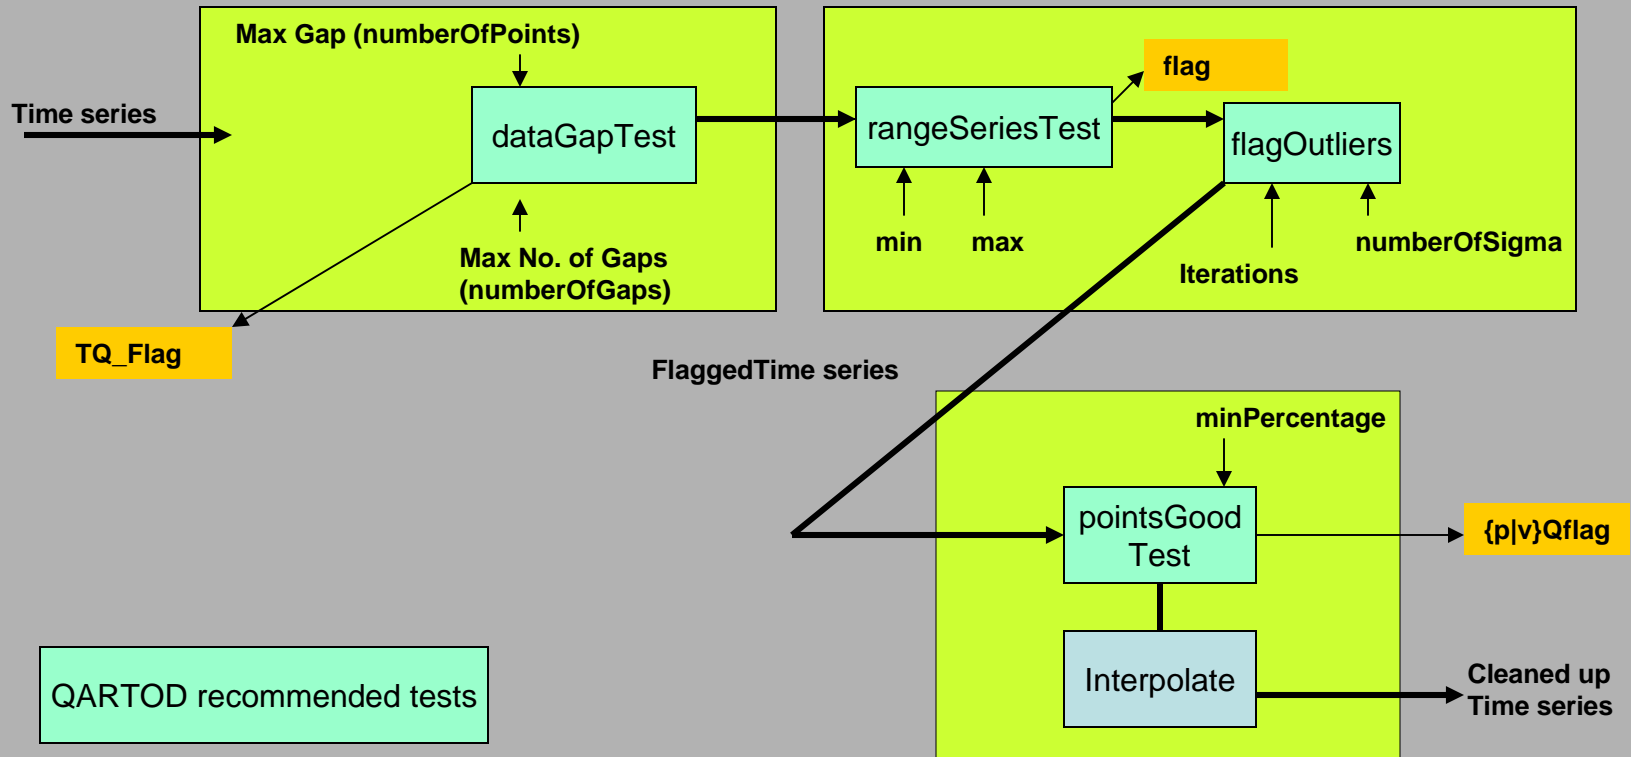 Max Gap (numberOfPoints)
flag
Time series
dataGapTest
rangeSeriesTest
flagOutliers
min
max
numberOfSigma
Max No. of Gaps
(numberOfGaps)
Iterations
TQ_Flag
FlaggedTime series
minPercentage
pointsGood
Test
{p|v}Qflag
Interpolate
Cleaned up
Time series
QARTOD recommended tests